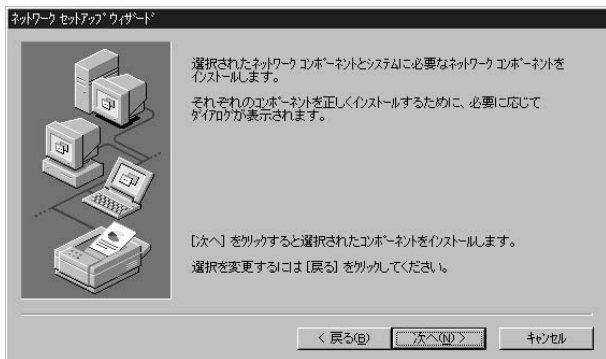 ネットワーク セットアップ ウィザード
選択されたネットワーク コンポーネントとシステムに必要なネットワーク コンポーネントを
インストールします。
それぞれのコンポーネントを正しくインストールするために、必要に応じて
ダイアログが表示されます。
[次へ] をクリックすると選択されたコンポーネントをインストールします。
選択を変更するには [戻る] をクリックしてください。
< 戻る(B)
次へ(N) >
キャンセル